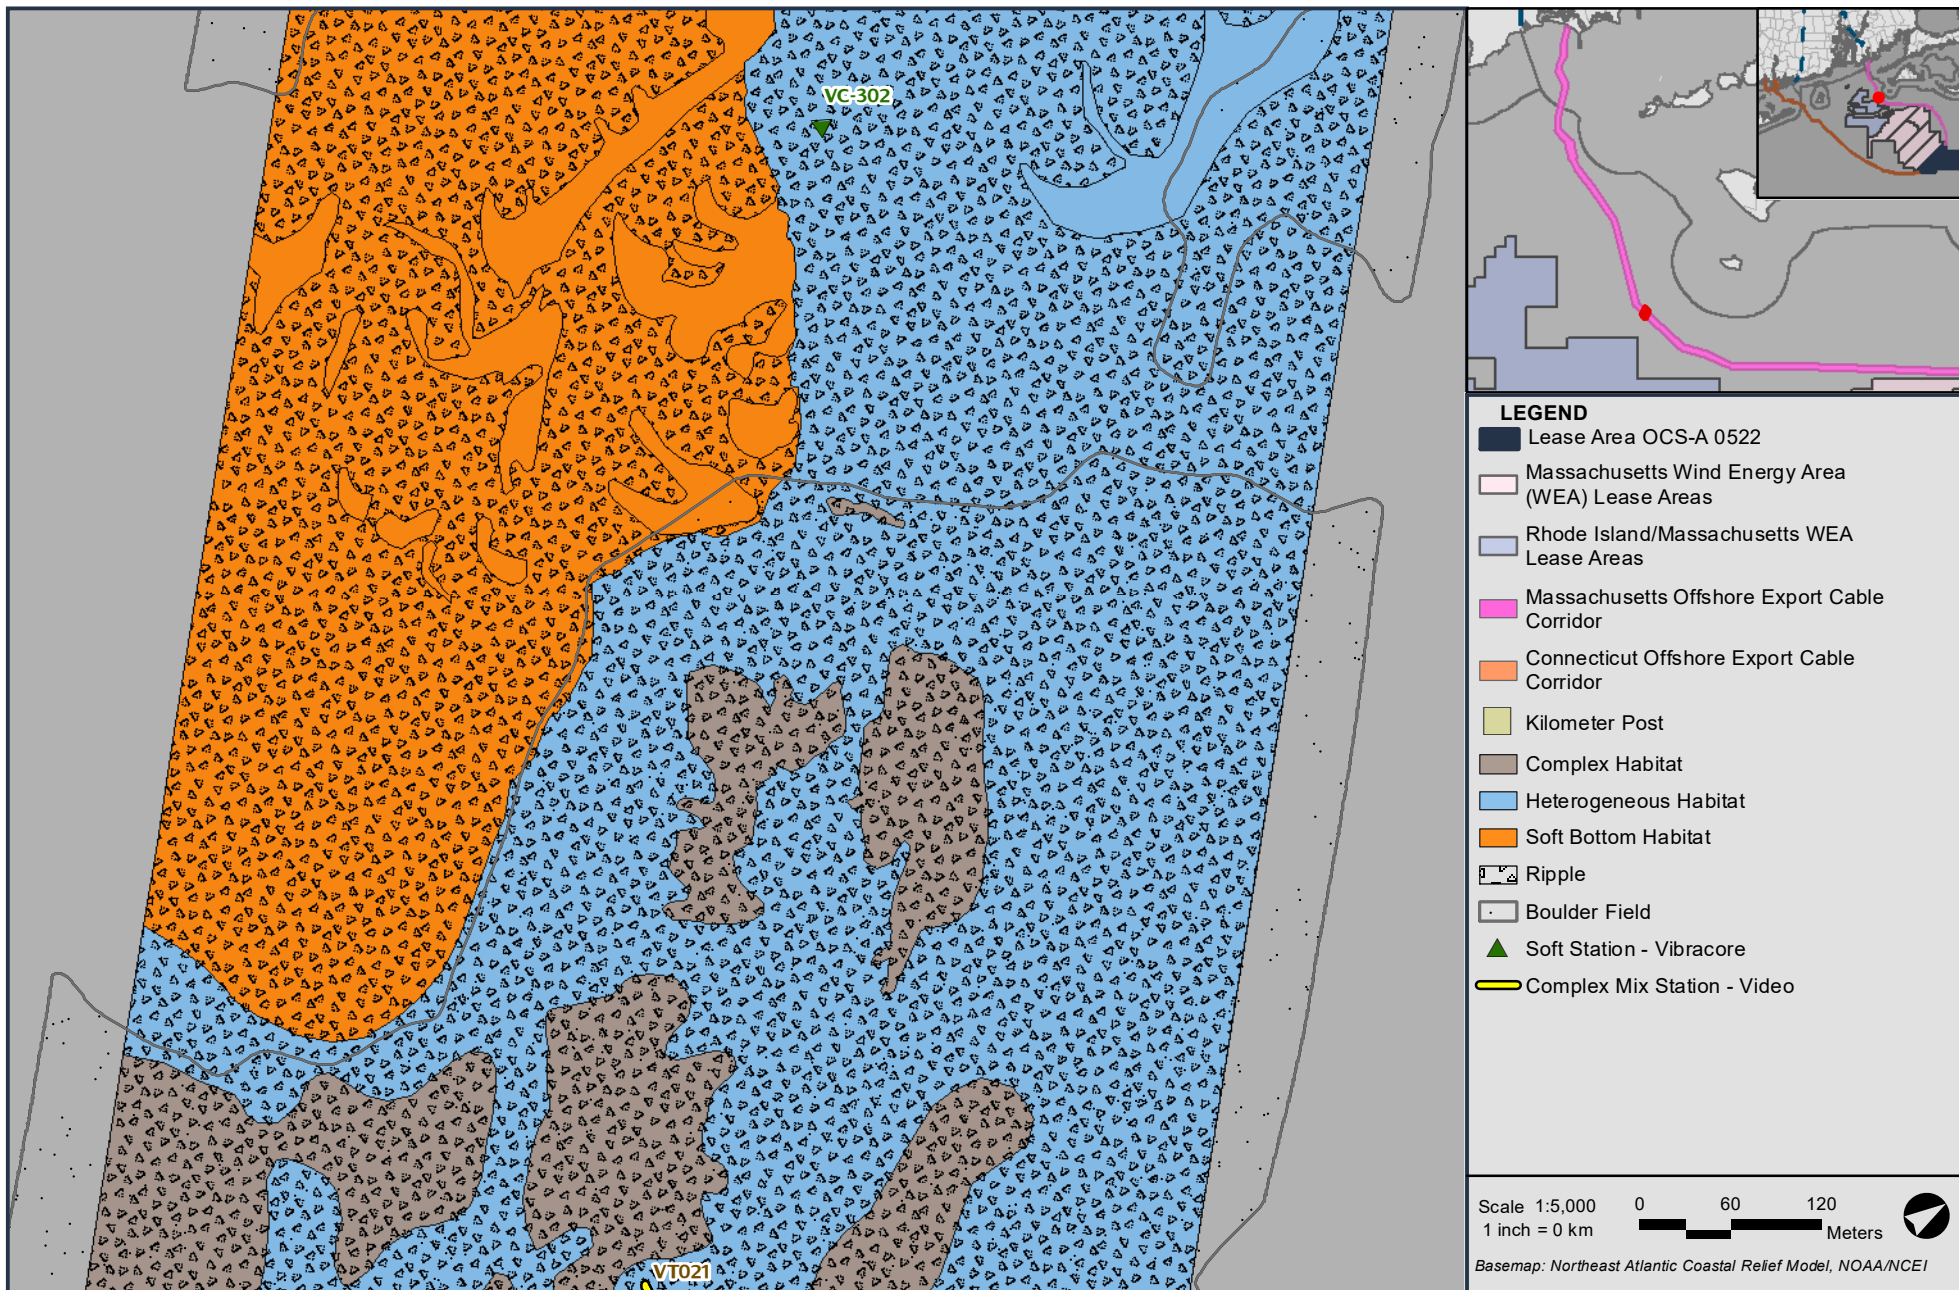 VC-302
VT021
LEGEND
Lease Area OCS-A 0522
Massachusetts Wind Energy Area
(WEA) Lease Areas
Rhode Island/Massachusetts WEA
Lease Areas
Massachusetts Offshore Export Cable
Corridor
Connecticut Offshore Export Cable
Corridor
Kilometer Post
Complex Habitat
Heterogeneous Habitat
Soft Bottom Habitat
Ripple
Boulder Field
Soft Station - Vibracore
Complex Mix Station - Video
Scale 1:5,000
1 inch = 0 km
0 60 120
Meters
Basemap: Northeast Atlantic Coastal Relief Model, NOAA/NCEI